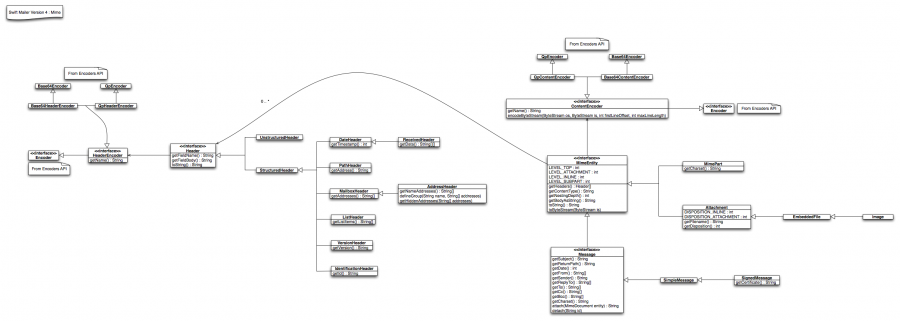 Swift Mailer Version 4 : Mime
From Encoders API
Base64Encoder
QpEncoder
Base64HeaderEncoder
QpHeaderEncoder
<<interface>>
Encoder
From Encoders API
<<interface>>
HeaderEncoder
getName() : String
<<interface>>
Header
getFieldName() : String
getFieldBody() : String
toString() : String
0 .. *
UnstructuredHeader
StructuredHeader
DateHeader
getTimestamp() : int
ReceivedHeader
getData() : String[]
PathHeader
getAddress() : String
MailboxHeader
getAddresses() : String[]
AddressHeader
getNameAddresses() : String[]
defineGroup(String name, String[] addresses)
getHiddenAddresses(String[] addresses)
ListHeader
getListItems() : String[]
VersionHeader
getVersion() : String
IdentificationHeader
getId() : String
From Encoders API
QpEncoder
Base64Encoder
QpContentEncoder
Base64ContentEncoder
<<interface>>
ContentEncoder
getName() : String
encodeByteStream(ByteStream os, ByteStream is, int firstLineOffset, int maxLineLength)
<<interface>>
Encoder
From Encoders API
<<interface>>
MimeEntity
LEVEL_TOP : int
LEVEL_ATTACHMENT : int
LEVEL_INLINE : int
LEVEL_SUBPART : int
getHeaders() : Header[]
getContentType() : String
getNestingDepth() : int
getBodyAsString() : String
toString() : String
toByteStream(ByteStream is)
MimePart
getCharset() : String
Attachment
DISPOSITION_INLINE : int
DISPOSITION_ATTACHMENT : int
getFilename() : String
getDisposition() : int
EmbeddedFile
Image
<<interface>>
Message
getSubject() : String
getReturnPath() : String
getDate() : int
getFrom() : String[]
getSender() : String
getReplyTo() : String[]
getTo() : String[]
getCc() : String[]
getBcc() : String[]
getCharset() : String
attach(MimeDocument entity) : String
detach(String id)
SimpleMessage
SignedMessage
getCertificate() : String